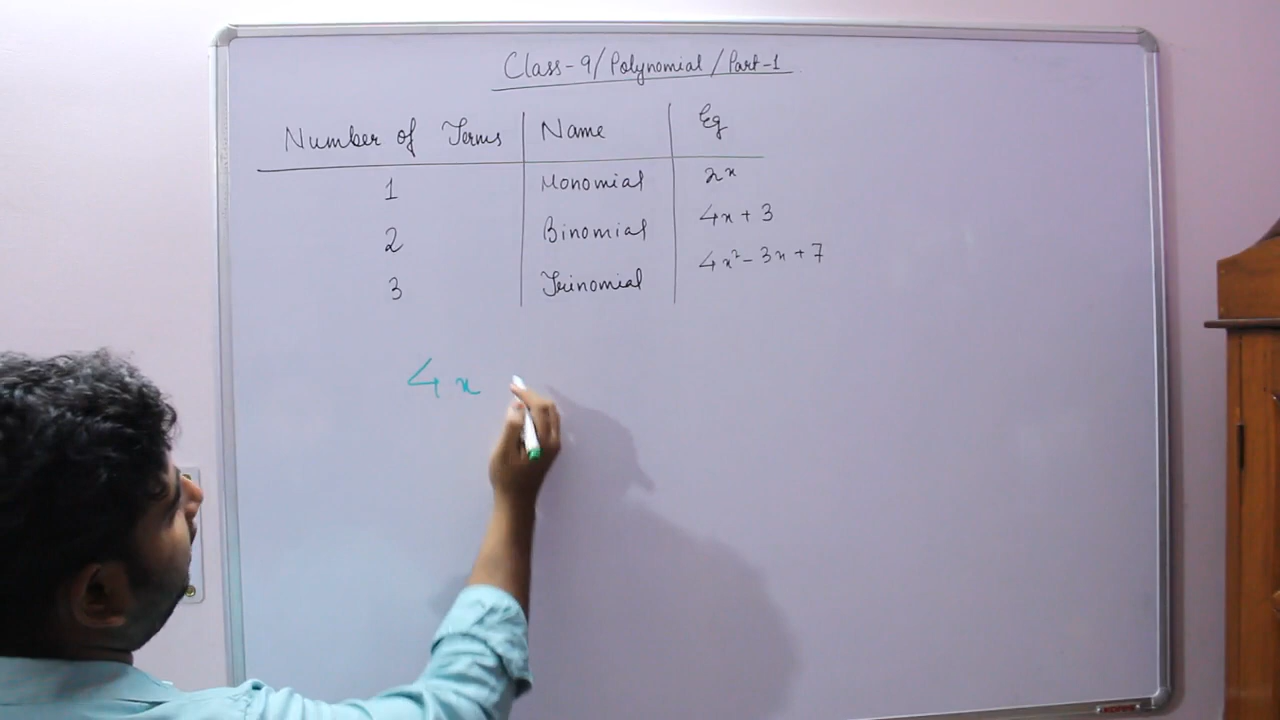 Class-9/Polynomial/Part-1
Number of Terms Name Eg
1 Monomial 2x
2 Binomial 4x + 3
3 Trinomial 4x² - 3x + 7
4x